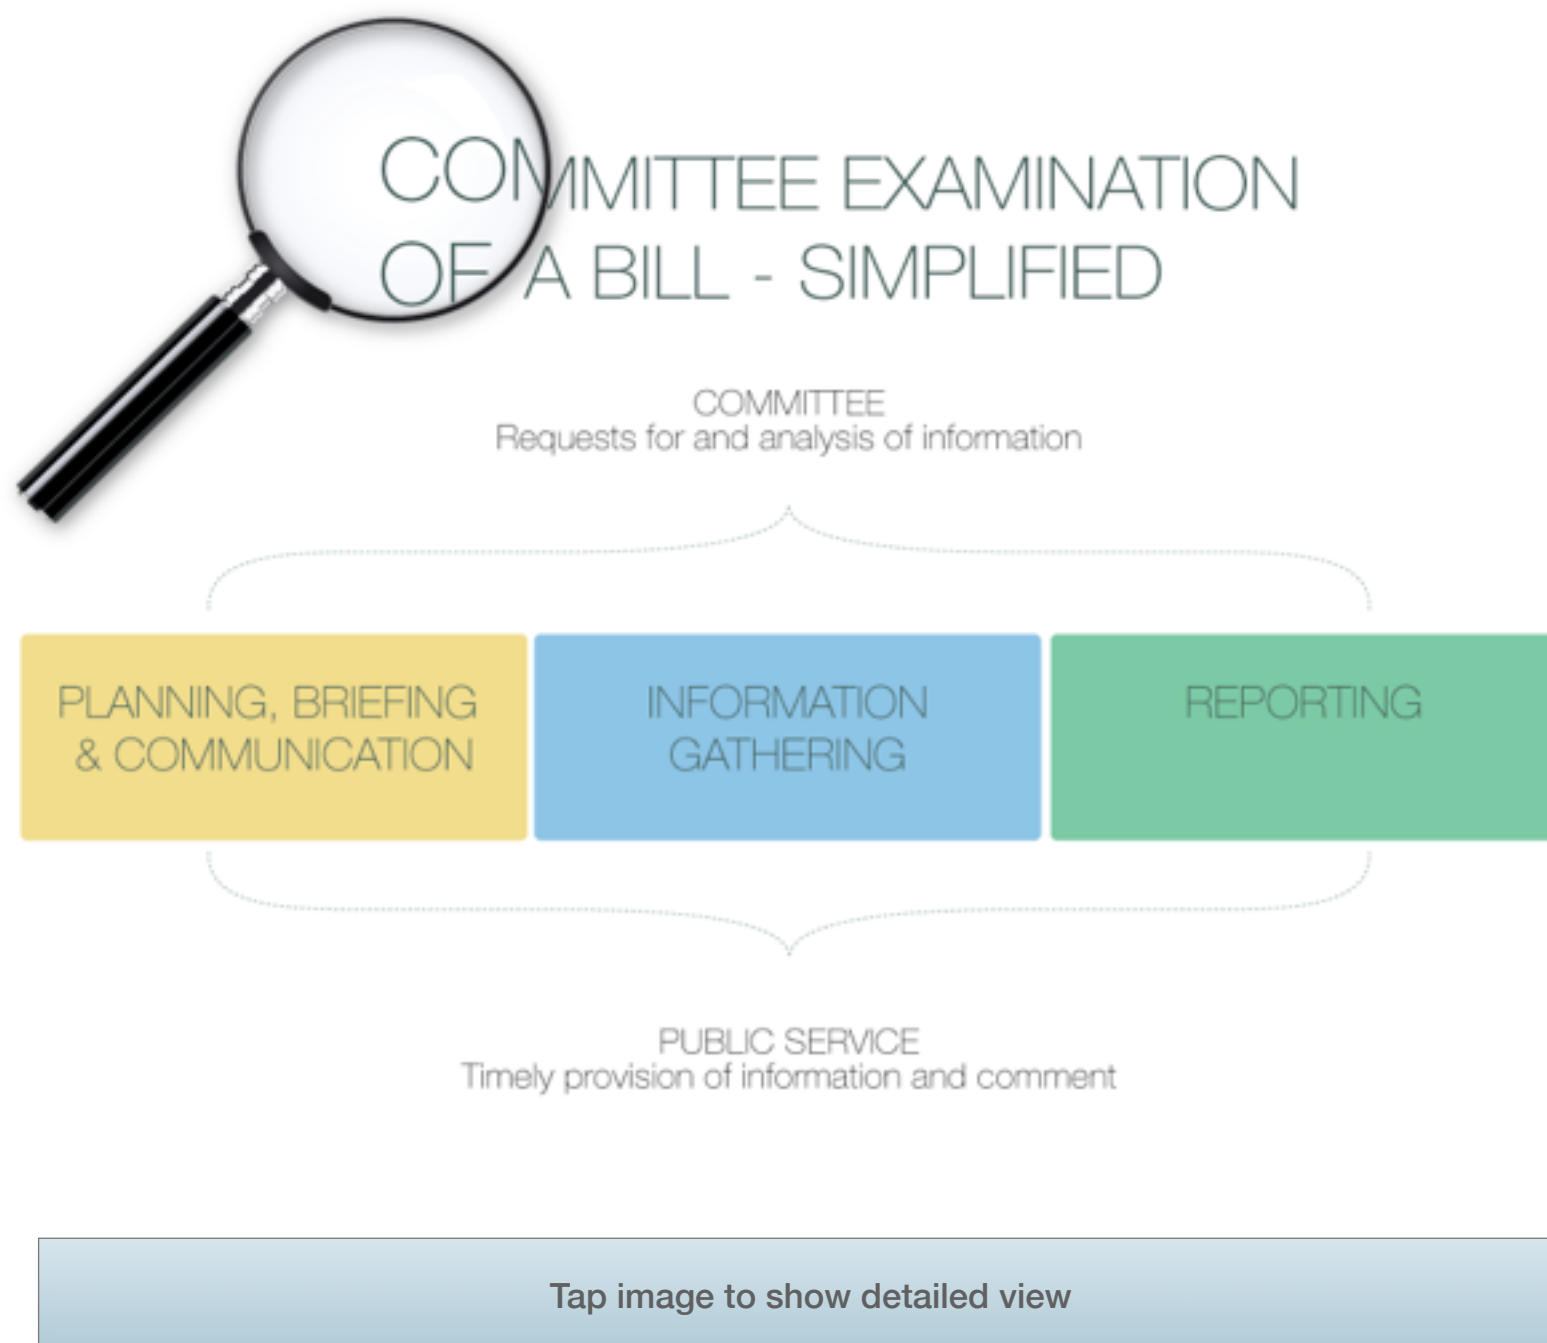 COMMITTEE EXAMINATION
OF A BILL - SIMPLIFIED
COMMITTEE
Requests for and analysis of information
PLANNING, BRIEFING
& COMMUNICATION
INFORMATION
GATHERING
REPORTING
PUBLIC SERVICE
Timely provision of information and comment
Tap image to show detailed view